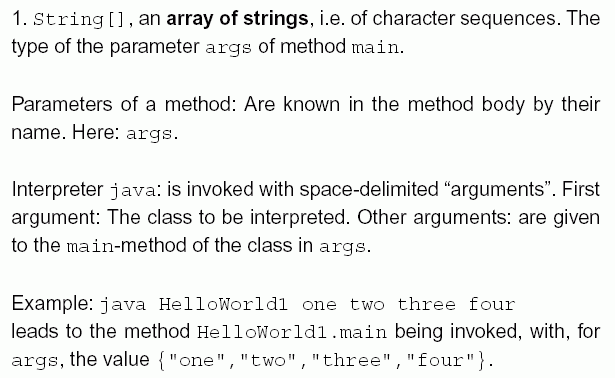 1. String[], an array of strings, i.e. of character sequences. The
type of the parameter args of method main.
Parameters of a method: Are known in the method body by their
name. Here: args.
Interpreter java: is invoked with space-delimited “arguments”. First
argument: The class to be interpreted. Other arguments: are given
to the main-method of the class in args.
Example: java HelloWorld1 one two three four
leads to the method HelloWorld1.main being invoked, with, for
args, the value {"one","two","three","four"}.